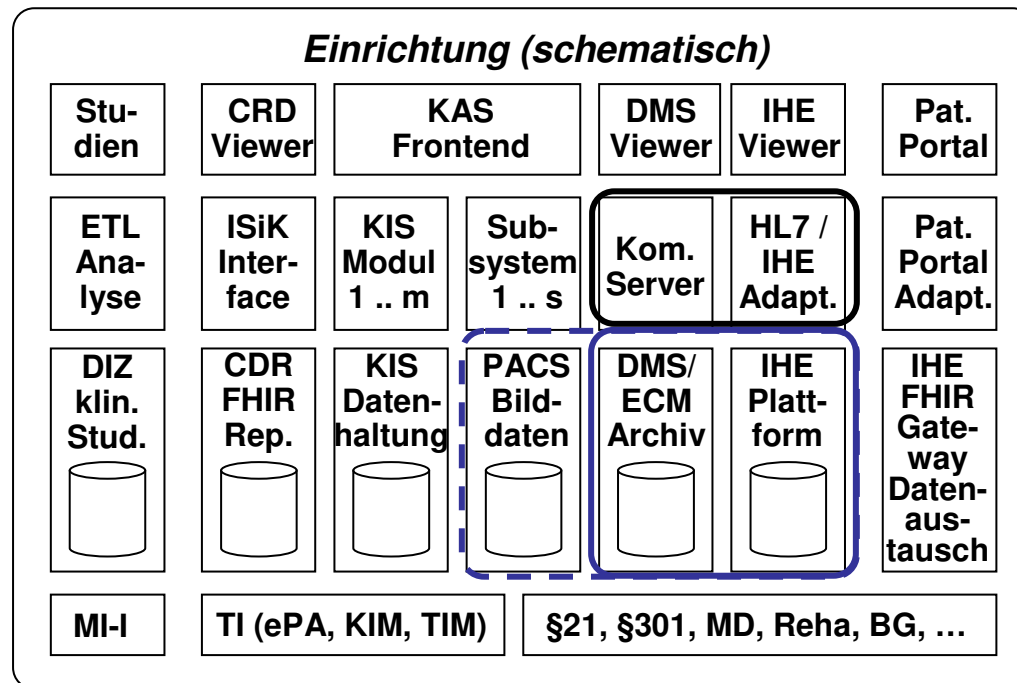 Einrichtung (schematisch)
Stu-
dien
CRD
Viewer
KAS
Frontend
DMS
Viewer
IHE
Viewer
Pat.
Portal
ETL
Ana-
lyse
ISiK
Inter-
face
KIS
Modul
1 .. m
Sub-
system
1 .. s
Kom.
Server
HL7 /
IHE
Adapt.
Pat.
Portal
Adapt.
DIZ
klin.
Stud.
CDR
FHIR
Rep.
KIS
Daten-
haltung
PACS
Bild-
daten
DMS/
ECM
Archiv
IHE
Platt-
form
IHE
FHIR
Gate-
way
Daten-
aus-
tausch
MI-I
TI (ePA, KIM, TIM)
§21, §301, MD, Reha, BG, …